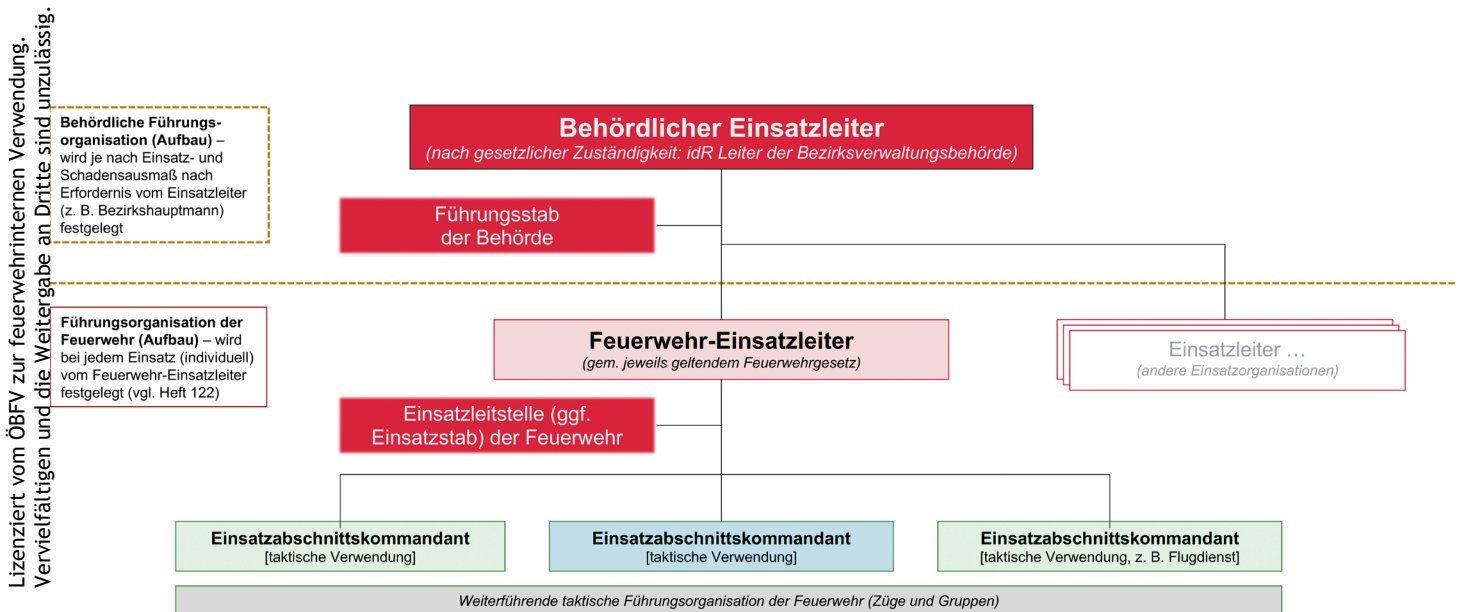 Lizenziert vom ÖBFV zur feuerwehrinternen Verwendung.
Vervielfältigen und die Weitergabe an Dritte sind unzulässig.
Behördliche Führungs-
organisation (Aufbau) –
wird je nach Einsatz- und
Schadensausmaß nach
Erfordernis vom Einsatzleiter
(z. B. Bezirkshauptmann)
festgelegt
Behördlicher Einsatzleiter
(nach gesetzlicher Zuständigkeit: idR Leiter der Bezirksverwaltungsbehörde)
Führungsstab
der Behörde
Führungsorganisation der
Feuerwehr (Aufbau) – wird
bei jedem Einsatz (individuell)
vom Feuerwehr-Einsatzleiter
festgelegt (vgl. Heft 122)
Feuerwehr-Einsatzleiter
(gem. jeweils geltendem Feuerwehrgesetz)
Einsatzleiter ...
(andere Einsatzorganisationen)
Einsatzleitstelle (ggf.
Einsatzstab) der Feuerwehr
Einsatzabschnittskommandant
[taktische Verwendung]
Einsatzabschnittskommandant
[taktische Verwendung]
Einsatzabschnittskommandant
[taktische Verwendung, z. B. Flugdienst]
Weiterführende taktische Führungsorganisation der Feuerwehr (Züge und Gruppen)